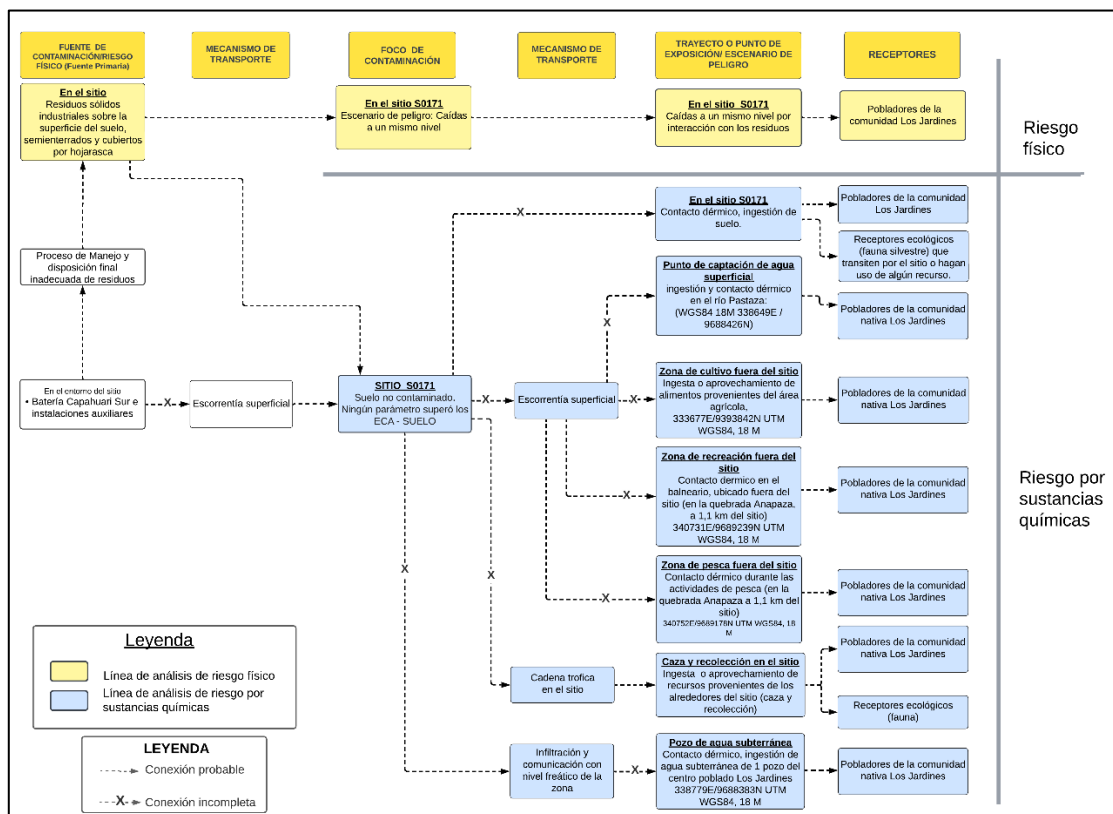 FUENTE DE
CONTAMINACIÓN/RIESGO
FÍSICO (Fuente Primaria)
MECANISMO DE
TRANSPORTE
FOCO DE
CONTAMINACIÓN
MECANISMO DE
TRANSPORTE
TRAYECTO O PUNTO DE
EXPOSICIÓN/ ESCENARIO DE
PELIGRO
RECEPTORES
En el sitio
Residuos sólidos
industriales sobre la
superficie del suelo,
semienterrados y cubiertos
por hojarasca
En el sitio S0171
Escenario de peligro: Caídas
a un mismo nivel
En el sitio S0171
Caídas a un mismo nivel por
interacción con los residuos
Pobladores de la
comunidad Los Jardines
Riesgo
físico
Proceso de Manejo y
disposición final
inadecuada de residuos
En el entorno del sitio
• Batería Capahuari Sur e
instalaciones auxiliares
X
Escorrentía superficial
SITIO S0171
Suelo no contaminado.
Ningún parámetro superó los
ECA - SUELO
X
Escorrentía superficial
X
En el sitio S0171
Contacto dérmico, ingestión de
suelo.
Pobladores de la comunidad
Los Jardines
Receptores ecológicos
(fauna silvestre) que
transiten por el sitio o hagan
uso de algún recurso.
X
Punto de captación de agua
superficial
ingestión y contacto dérmico
en el río Pastaza:
(WGS84 18M 338649E /
9688426N)
Pobladores de la comunidad
nativa Los Jardines
X
Zona de cultivo fuera del sitio
Ingesta o aprovechamiento de
alimentos provenientes del área
agrícola,
333677E/9393842N UTM
WGS84, 18 M
Pobladores de la comunidad
nativa Los Jardines
X
Zona de recreación fuera del
sitio
Contacto dermico en el
balneario, ubicado fuera del
sitio (en la quebrada Anapaza.
a 1,1 km del sitio)
340731E/9689239N UTM
WGS84, 18 M
Pobladores de la comunidad
nativa Los Jardines
Riesgo por
sustancias
químicas
X
Zona de pesca fuera del sitio
Contacto dérmico durante las
actividades de pesca (en la
quebrada Anapaza a 1,1 km del
sitio)
340752E/9689178N UTM WGS84, 18
M
Pobladores de la comunidad
nativa Los Jardines
X
Cadena trofica
en el sitio
Caza y recolección en el sitio
Ingesta o aprovechamiento de
recursos provenientes de los
alrededores del sitio (caza y
recolección)
Pobladores de la comunidad
nativa Los Jardines
Receptores ecológicos
(fauna)
X
Infiltración y
comunicación con
nivel freático de la
zona
X
Pozo de agua subterránea
Contacto dérmico, ingestión de
agua subterránea de 1 pozo del
centro poblado Los Jardines
338779E/9688383N UTM
WGS84, 18 M
Pobladores de la comunidad
nativa Los Jardines
Leyenda
Línea de análisis de riesgo físico
Línea de análisis de riesgo por
sustancias químicas
LEYENDA
Conexión probable
X Conexión incompleta